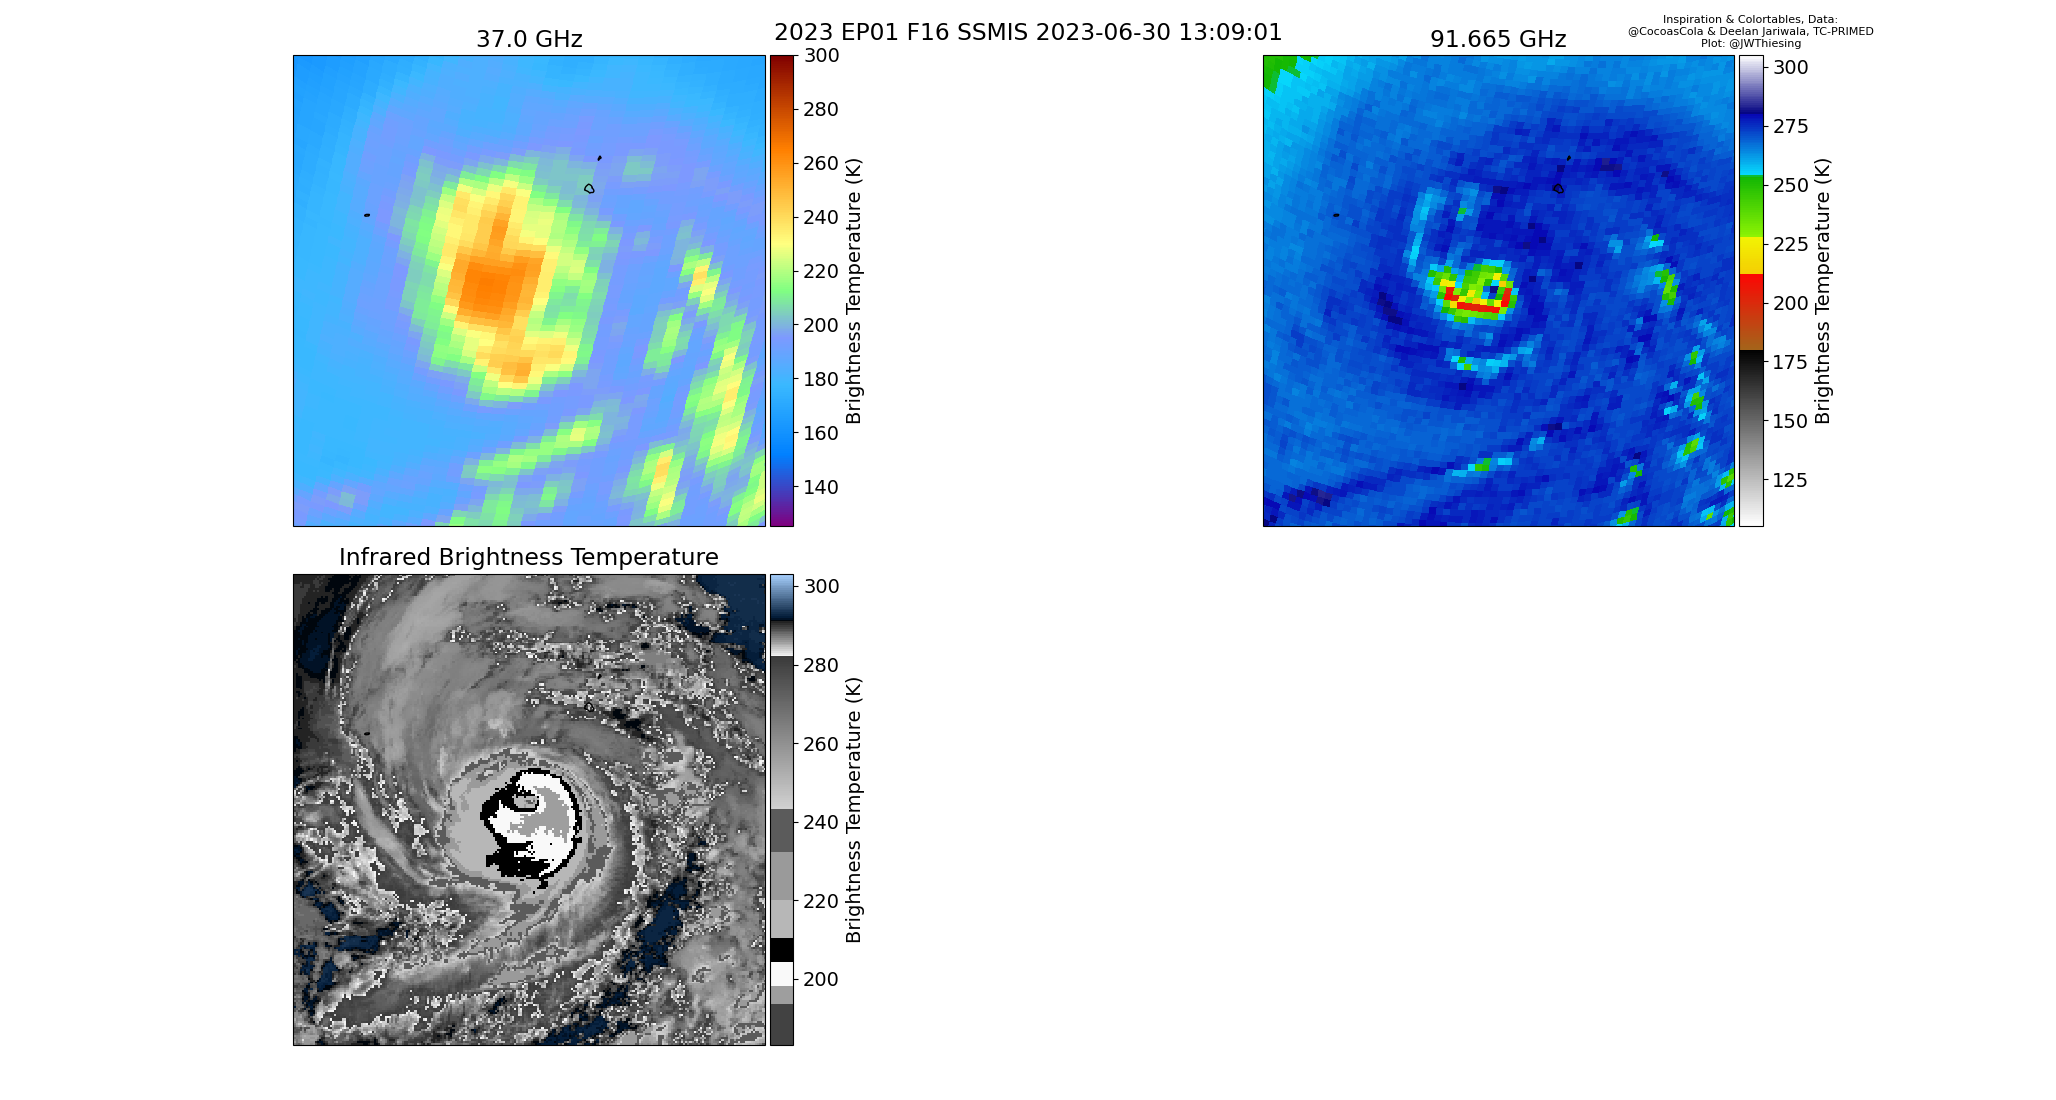 2023 EP01 F16 SSMIS 2023-06-30 13:09:01
Inspiration & Colortables, Data:
@CocoasCola & Deelan Jariwala, TC-PRIMED
Plot: @JWThiesing
37.0 GHz
300
280
260
240
220
200
180
160
140
Brightness Temperature (K)
91.665 GHz
300
275
250
225
200
175
150
125
Brightness Temperature (K)
Infrared Brightness Temperature
300
280
260
240
220
200
Brightness Temperature (K)